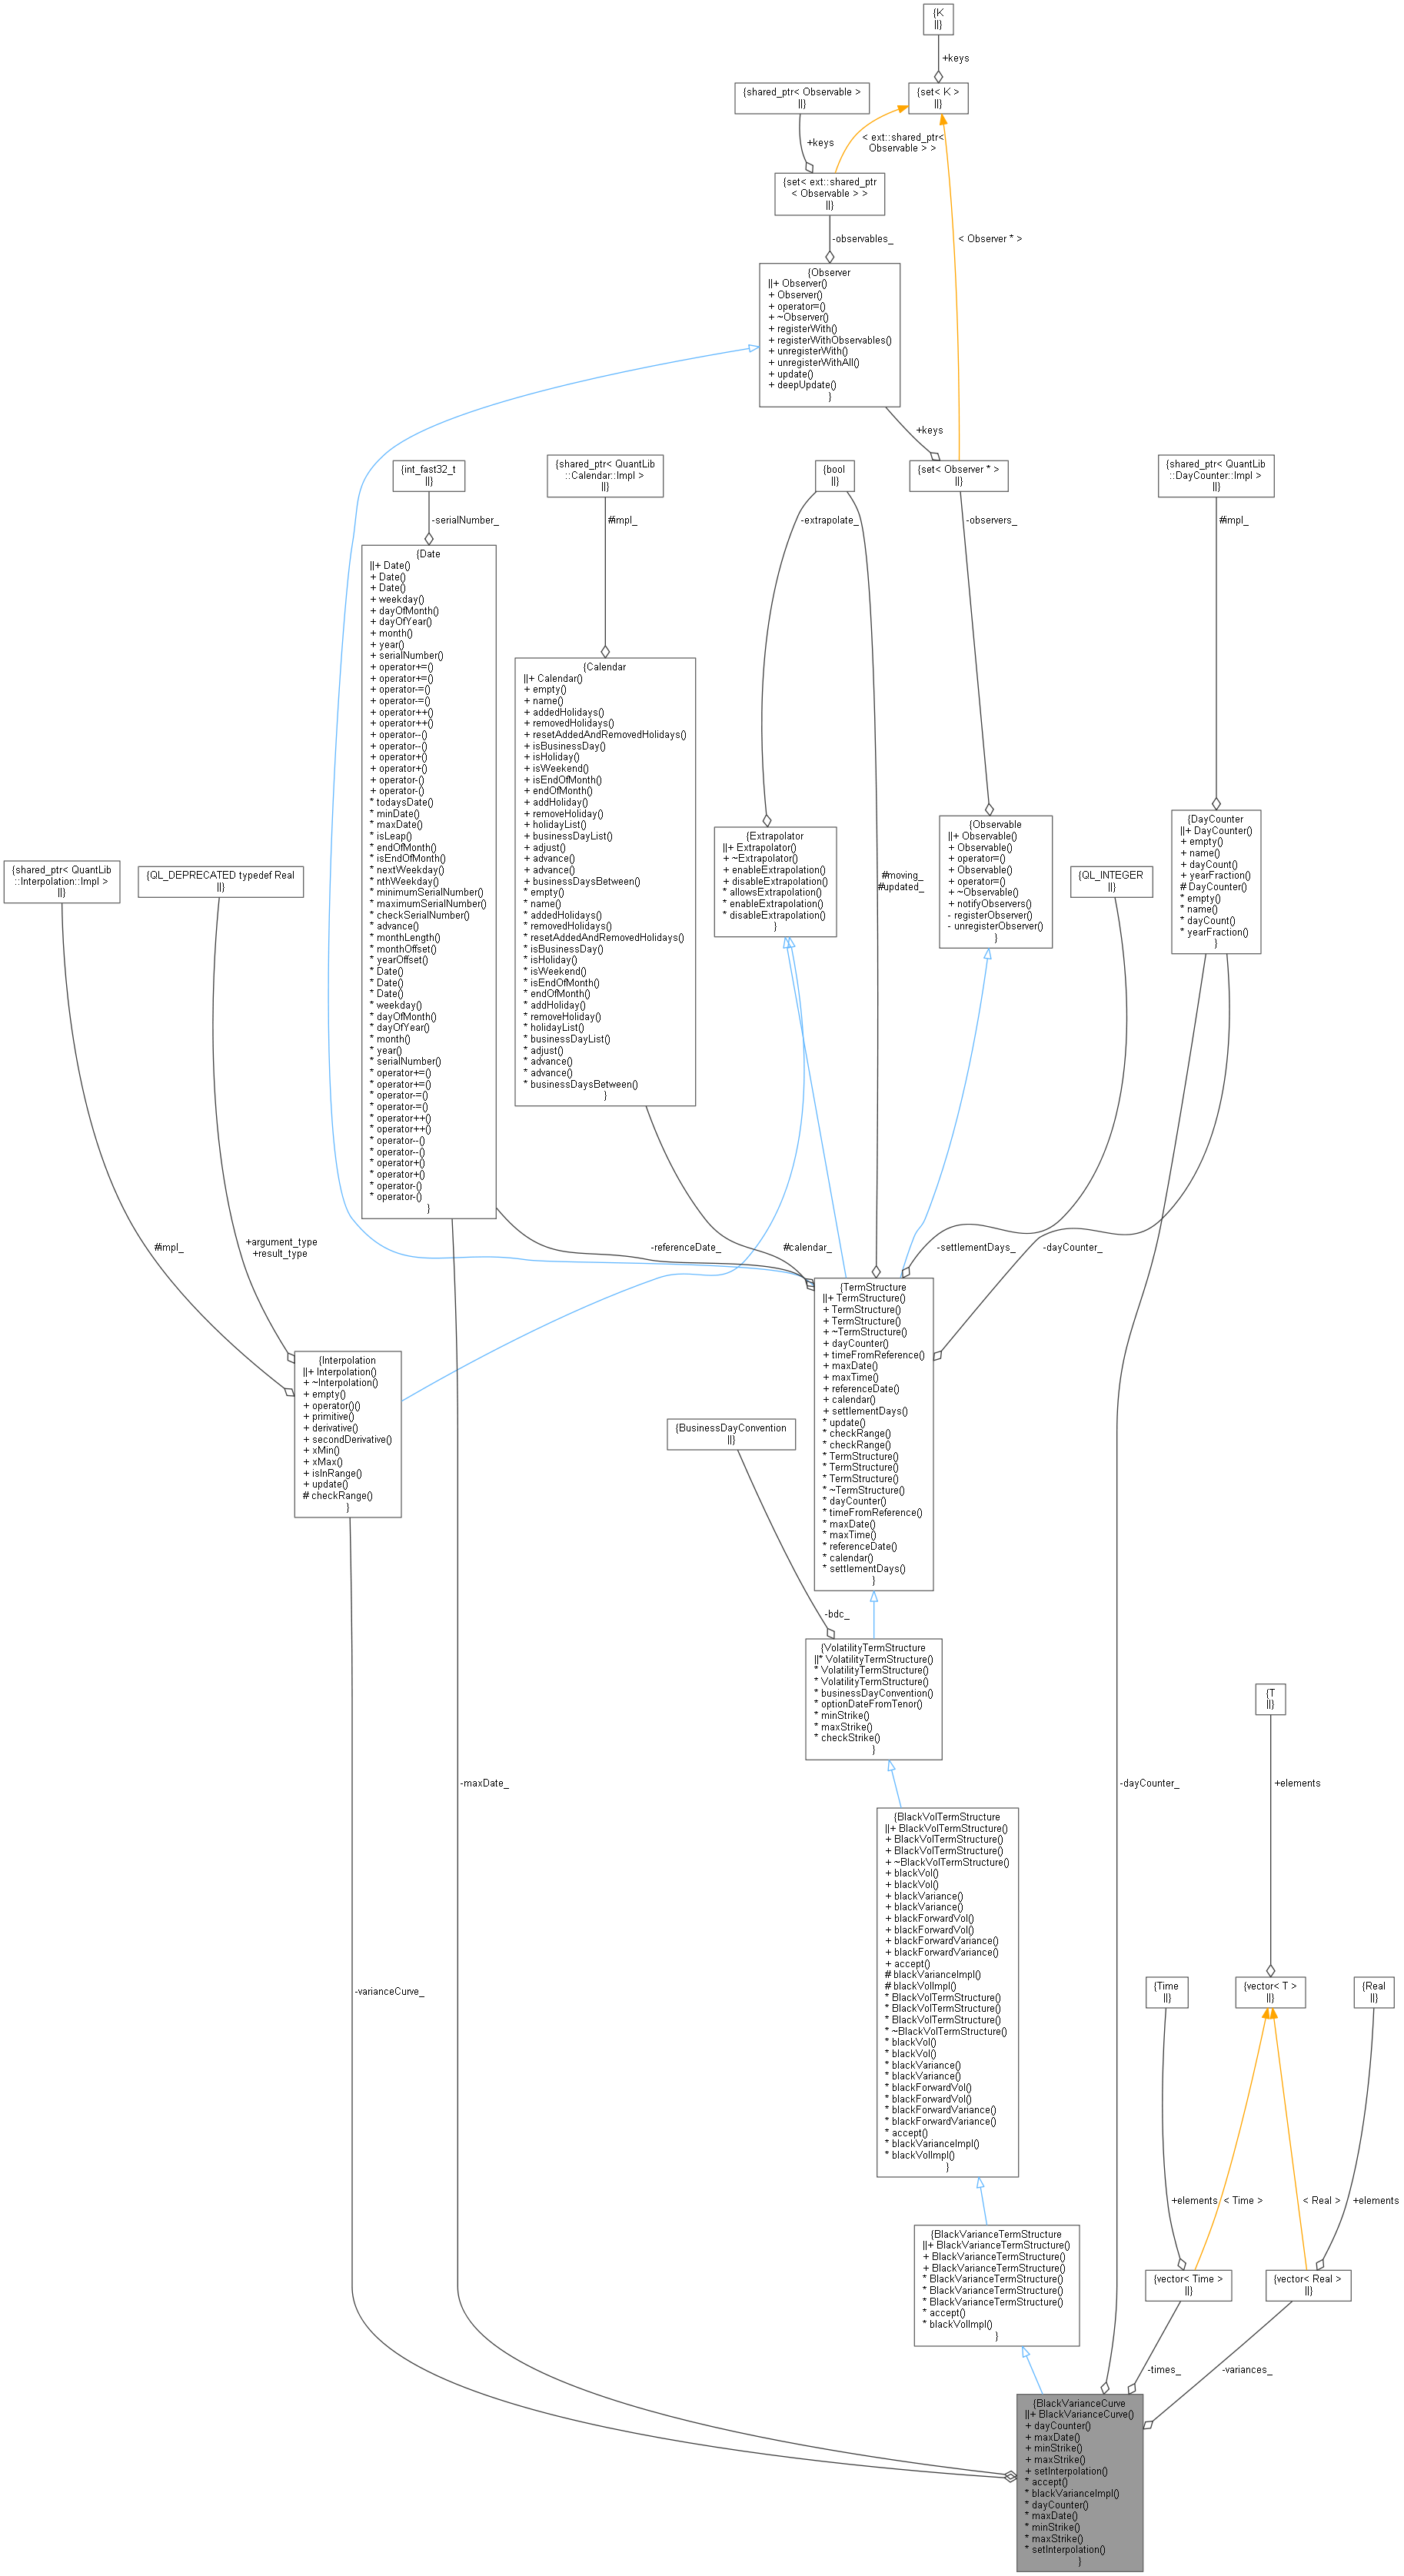 {K
||}
+keys
{shared_ptr< Observable >
||}
{set< K >
||}
+keys
< ext::shared_ptr<
Observable > >
{set< ext::shared_ptr
< Observable > >
||}
-observables_
< Observer * >
{Observer
||+ Observer()
+ Observer()
+ operator=()
+ ~Observer()
+ registerWith()
+ registerWithObservables()
+ unregisterWith()
+ unregisterWithAll()
+ update()
+ deepUpdate()
}
+keys
{int_fast32_t
||}
{shared_ptr< QuantLib
::Calendar::Impl >
||}
{bool
||}
{set< Observer * >
||}
{shared_ptr< QuantLib
::DayCounter::Impl >
||}
-serialNumber_
#impl_
-extrapolate_
-observers_
#impl_
{Date
||+ Date()
+ Date()
+ Date()
+ weekday()
+ dayOfMonth()
+ dayOfYear()
+ month()
+ year()
+ serialNumber()
+ operator+=()
+ operator+=()
+ operator-=()
+ operator-=()
+ operator++()
+ operator++()
+ operator--()
+ operator--()
+ operator+()
+ operator+()
+ operator-()
+ operator-()
* todaysDate()
* minDate()
* maxDate()
* isLeap()
* endOfMonth()
* isEndOfMonth()
* nextWeekday()
* nthWeekday()
* minimumSerialNumber()
* maximumSerialNumber()
* checkSerialNumber()
* advance()
* monthLength()
* monthOffset()
* yearOffset()
* Date()
* Date()
* Date()
* weekday()
* dayOfMonth()
* dayOfYear()
* month()
* year()
* serialNumber()
* operator+=()
* operator+=()
* operator-=()
* operator-=()
* operator++()
* operator++()
* operator--()
* operator--()
* operator+()
* operator+()
* operator-()
* operator-()
}
{Calendar
||+ Calendar()
+ empty()
+ name()
+ addedHolidays()
+ removedHolidays()
+ resetAddedAndRemovedHolidays()
+ isBusinessDay()
+ isHoliday()
+ isWeekend()
+ isEndOfMonth()
+ endOfMonth()
+ addHoliday()
+ removeHoliday()
+ holidayList()
+ businessDayList()
+ adjust()
+ advance()
+ advance()
+ businessDaysBetween()
* empty()
* name()
* addedHolidays()
* removedHolidays()
* resetAddedAndRemovedHolidays()
* isBusinessDay()
* isHoliday()
* isWeekend()
* isEndOfMonth()
* endOfMonth()
* addHoliday()
* removeHoliday()
* holidayList()
* businessDayList()
* adjust()
* advance()
* advance()
* businessDaysBetween()
}
{Extrapolator
||+ Extrapolator()
+ ~Extrapolator()
+ enableExtrapolation()
+ disableExtrapolation()
* allowsExtrapolation()
* enableExtrapolation()
* disableExtrapolation()
}
#moving_
#updated_
{Observable
||+ Observable()
+ Observable()
+ operator=()
+ Observable()
+ operator=()
+ ~Observable()
+ notifyObservers()
- registerObserver()
- unregisterObserver()
}
{QL_INTEGER
||}
{DayCounter
||+ DayCounter()
+ empty()
+ name()
+ dayCount()
+ yearFraction()
# DayCounter()
* empty()
* name()
* dayCount()
* yearFraction()
}
{shared_ptr< QuantLib
::Interpolation::Impl >
||}
{QL_DEPRECATED typedef Real
||}
#impl_
+argument_type
+result_type
-referenceDate_
#calendar_
-settlementDays_
-dayCounter_
{TermStructure
||+ TermStructure()
+ TermStructure()
+ TermStructure()
+ ~TermStructure()
+ dayCounter()
+ timeFromReference()
+ maxDate()
+ maxTime()
+ referenceDate()
+ calendar()
+ settlementDays()
* update()
* checkRange()
* checkRange()
* TermStructure()
* TermStructure()
* TermStructure()
* ~TermStructure()
* dayCounter()
* timeFromReference()
* maxDate()
* maxTime()
* referenceDate()
* calendar()
* settlementDays()
}
{Interpolation
||+ Interpolation()
+ ~Interpolation()
+ empty()
+ operator()()
+ primitive()
+ derivative()
+ secondDerivative()
+ xMin()
+ xMax()
+ isInRange()
+ update()
# checkRange()
}
{BusinessDayConvention
||}
-bdc_
{VolatilityTermStructure
||* VolatilityTermStructure()
* VolatilityTermStructure()
* VolatilityTermStructure()
* businessDayConvention()
* optionDateFromTenor()
* minStrike()
* maxStrike()
* checkStrike()
}
{T
||}
-maxDate_
-dayCounter_
+elements
{BlackVolTermStructure
||+ BlackVolTermStructure()
+ BlackVolTermStructure()
+ BlackVolTermStructure()
+ ~BlackVolTermStructure()
+ blackVol()
+ blackVol()
+ blackVariance()
+ blackVariance()
+ blackForwardVol()
+ blackForwardVol()
+ blackForwardVariance()
+ blackForwardVariance()
+ accept()
# blackVarianceImpl()
# blackVolImpl()
* BlackVolTermStructure()
* BlackVolTermStructure()
* BlackVolTermStructure()
* ~BlackVolTermStructure()
* blackVol()
* blackVol()
* blackVariance()
* blackVariance()
* blackForwardVol()
* blackForwardVol()
* blackForwardVariance()
* blackForwardVariance()
* accept()
* blackVarianceImpl()
* blackVolImpl()
}
-varianceCurve_
{Time
||}
{vector< T >
||}
{Real
||}
+elements
< Time >
< Real >
+elements
{BlackVarianceTermStructure
||+ BlackVarianceTermStructure()
+ BlackVarianceTermStructure()
+ BlackVarianceTermStructure()
* BlackVarianceTermStructure()
* BlackVarianceTermStructure()
* BlackVarianceTermStructure()
* accept()
* blackVolImpl()
}
{vector< Time >
||}
{vector< Real >
||}
-times_
-variances_
{BlackVarianceCurve
||+ BlackVarianceCurve()
+ dayCounter()
+ maxDate()
+ minStrike()
+ maxStrike()
+ setInterpolation()
* accept()
* blackVarianceImpl()
* dayCounter()
* maxDate()
* minStrike()
* maxStrike()
* setInterpolation()
}